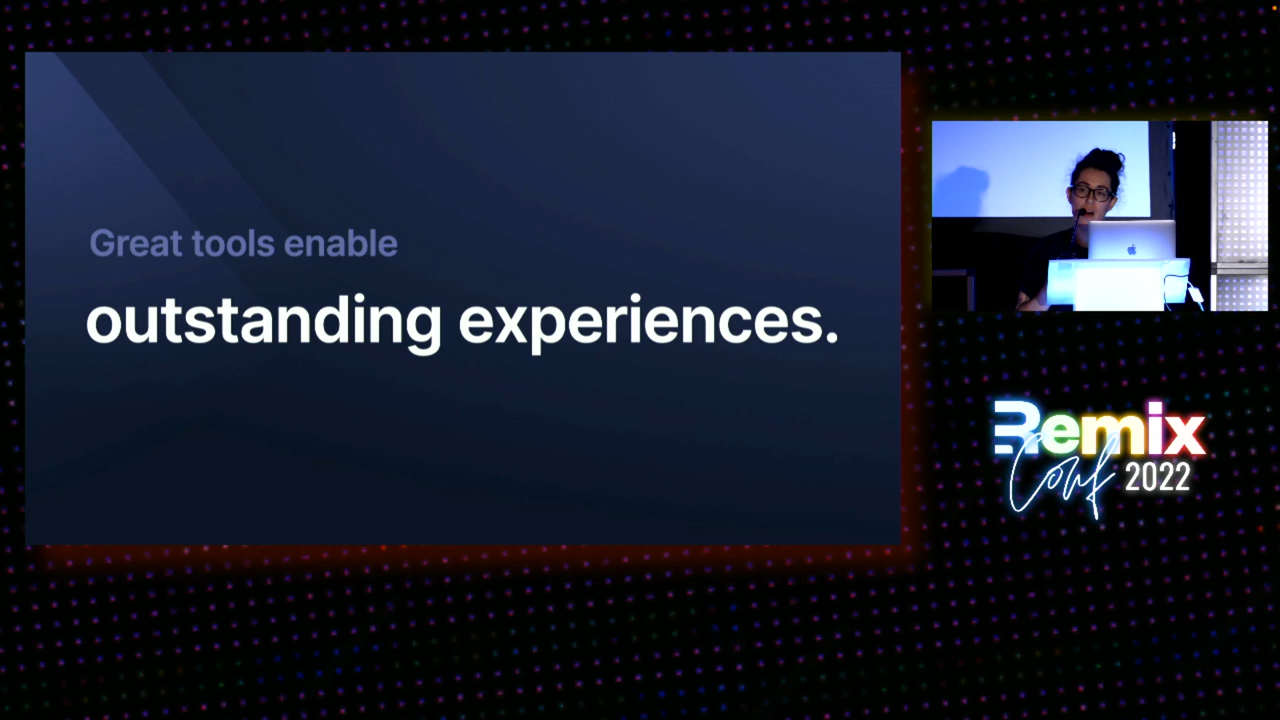 Great tools enable
outstanding experiences.
Remix
Conf 2022